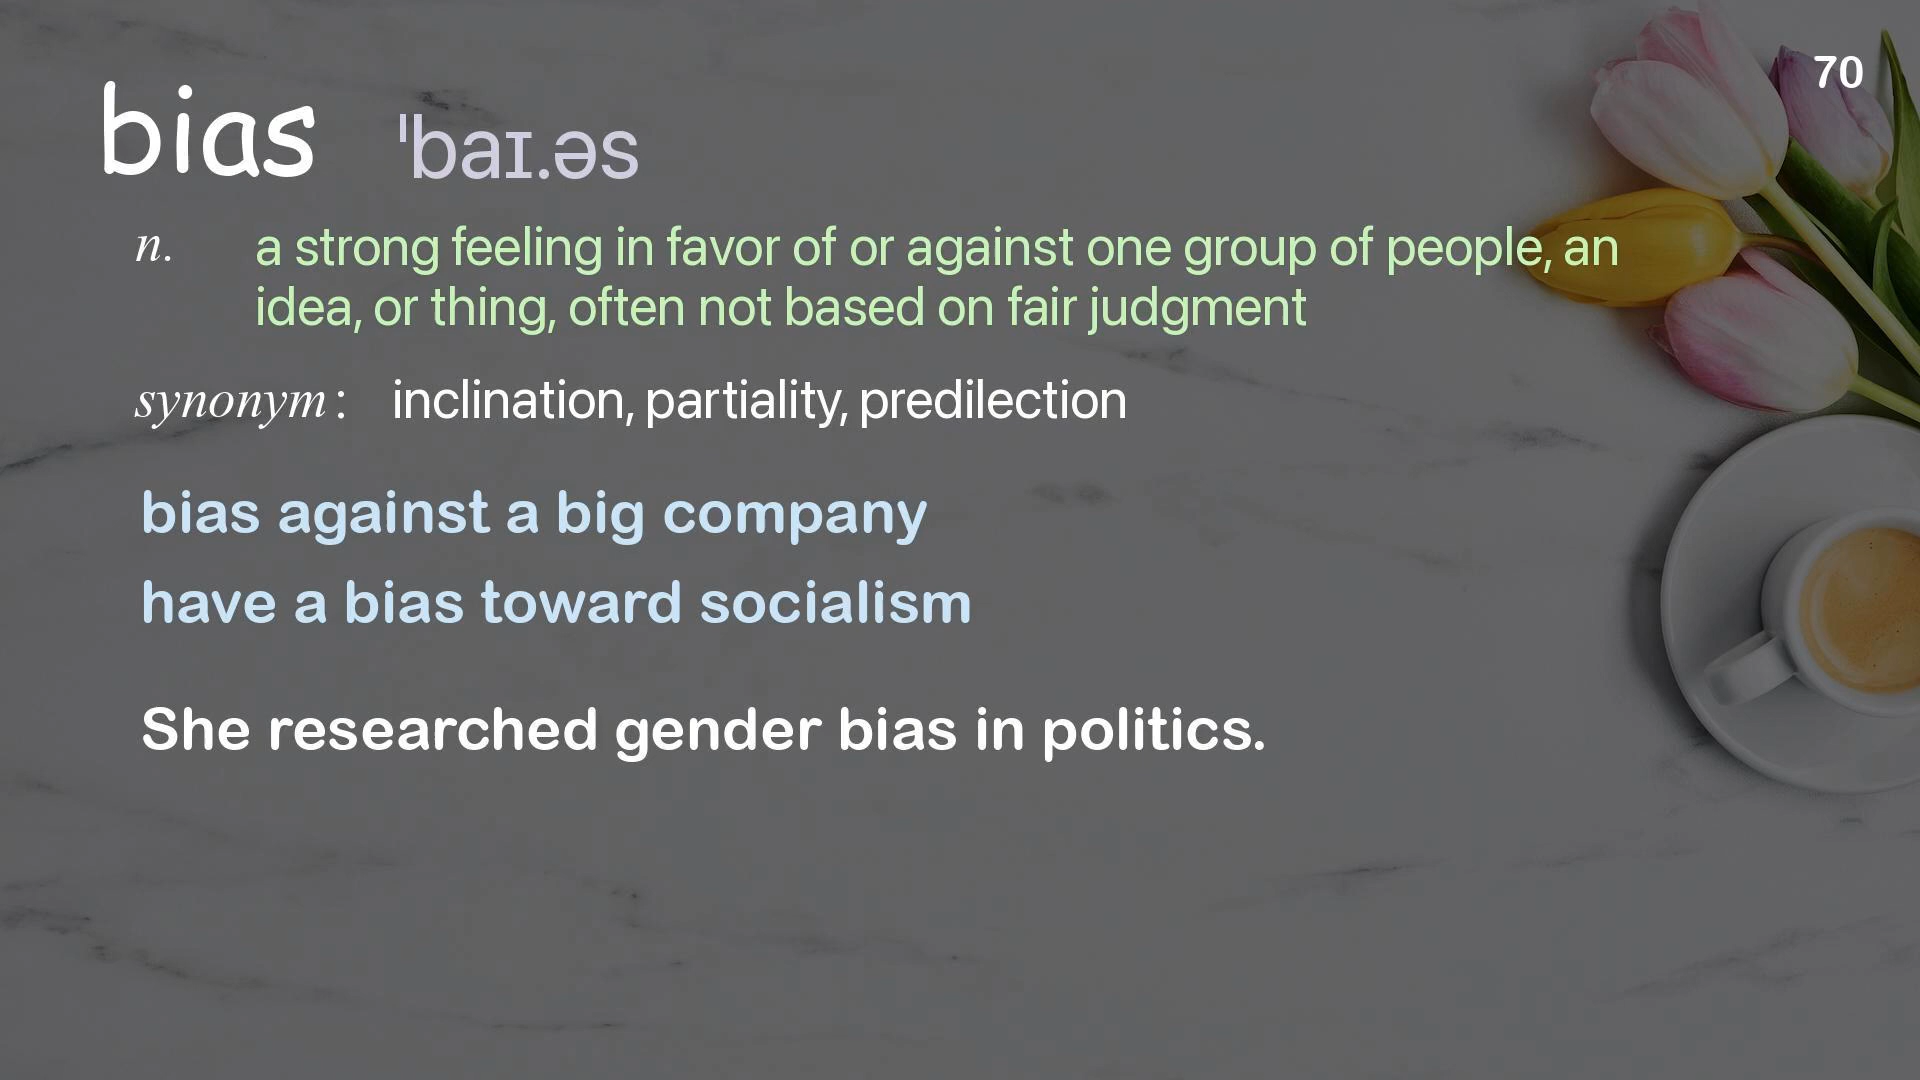 70
bias ˈbaɪ.əs
n. a strong feeling in favor of or against one group of people, an
idea, or thing, often not based on fair judgment
synonym : inclination, partiality, predilection
bias against a big company
have a bias toward socialism
She researched gender bias in politics.